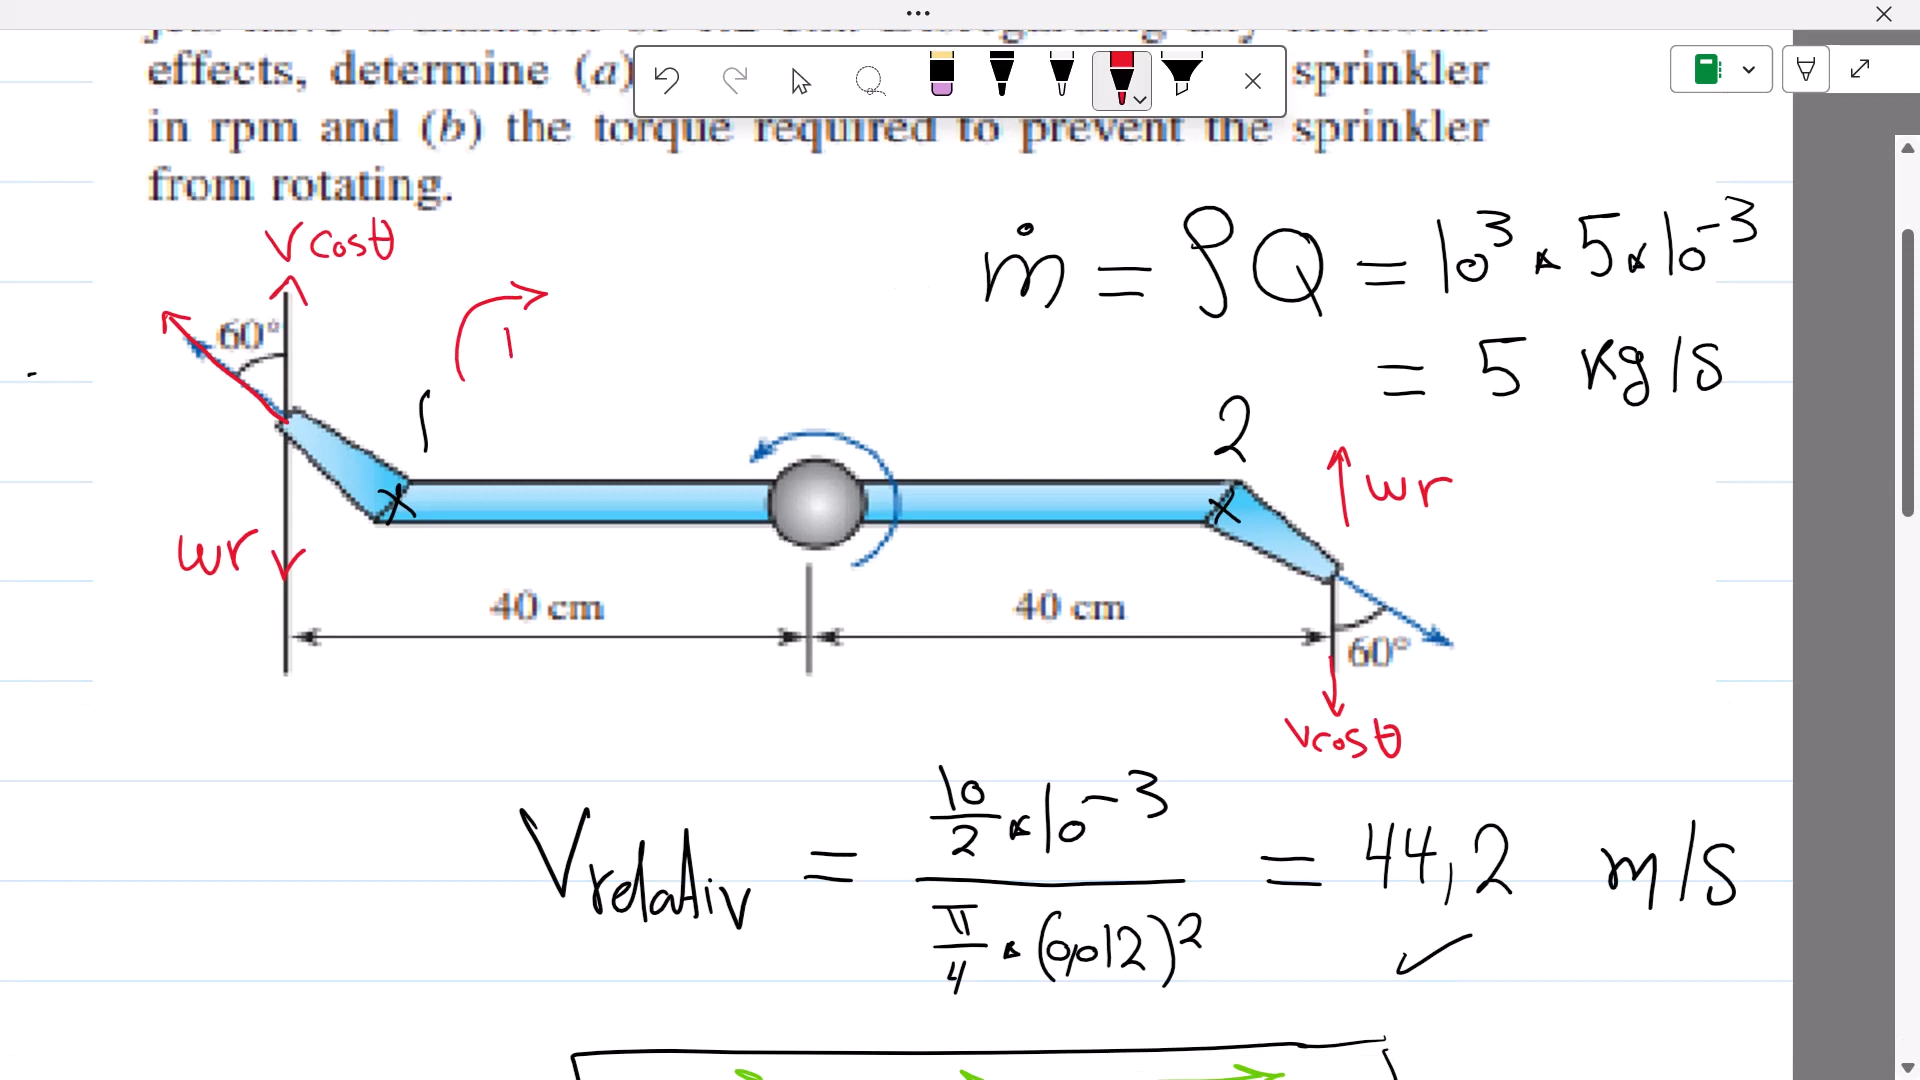 effects, determine (a) sprinkler
in rpm and (b) the torque required to prevent the sprinkler
from rotating.
V cosθ
ṁ = ρQ = 10³ * 5 * 10⁻³
60°
1
= 5 kg/s
1
2
wr
wr
40 cm
40 cm
60°
Vcosθ
Vrelativ = 10/2 * 10⁻³ / π/4 * (0,012)² = 44,2 m/s